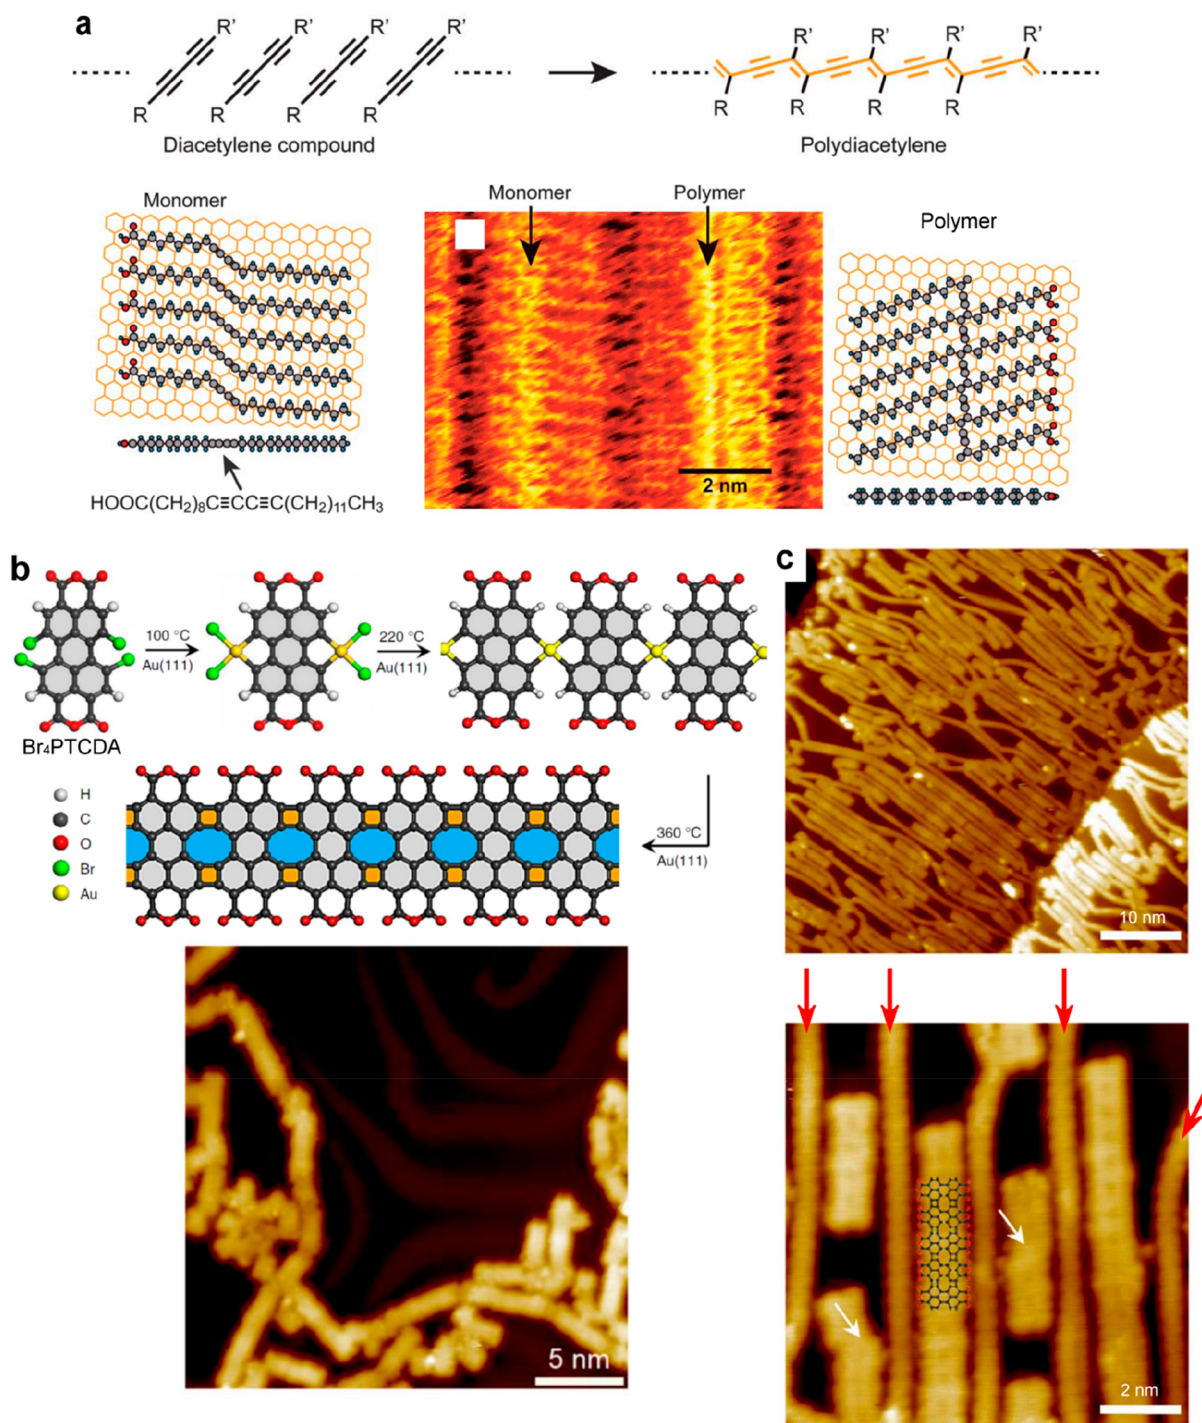 a
R' R' R' R'
R R R R
Diacetylene compound
R' R' R' R'
R R R R
Polydiacetylene
Monomer
HOOC(CH₂)₈C≡C–C≡C(CH₂)₁₁CH₃
Monomer
Polymer
2 nm
Polymer
b
Br₄PTCDA
100 °C
Au(111)
220 °C
Au(111)
360 °C
Au(111)
H
C
O
Br
Au
5 nm
c
10 nm
2 nm